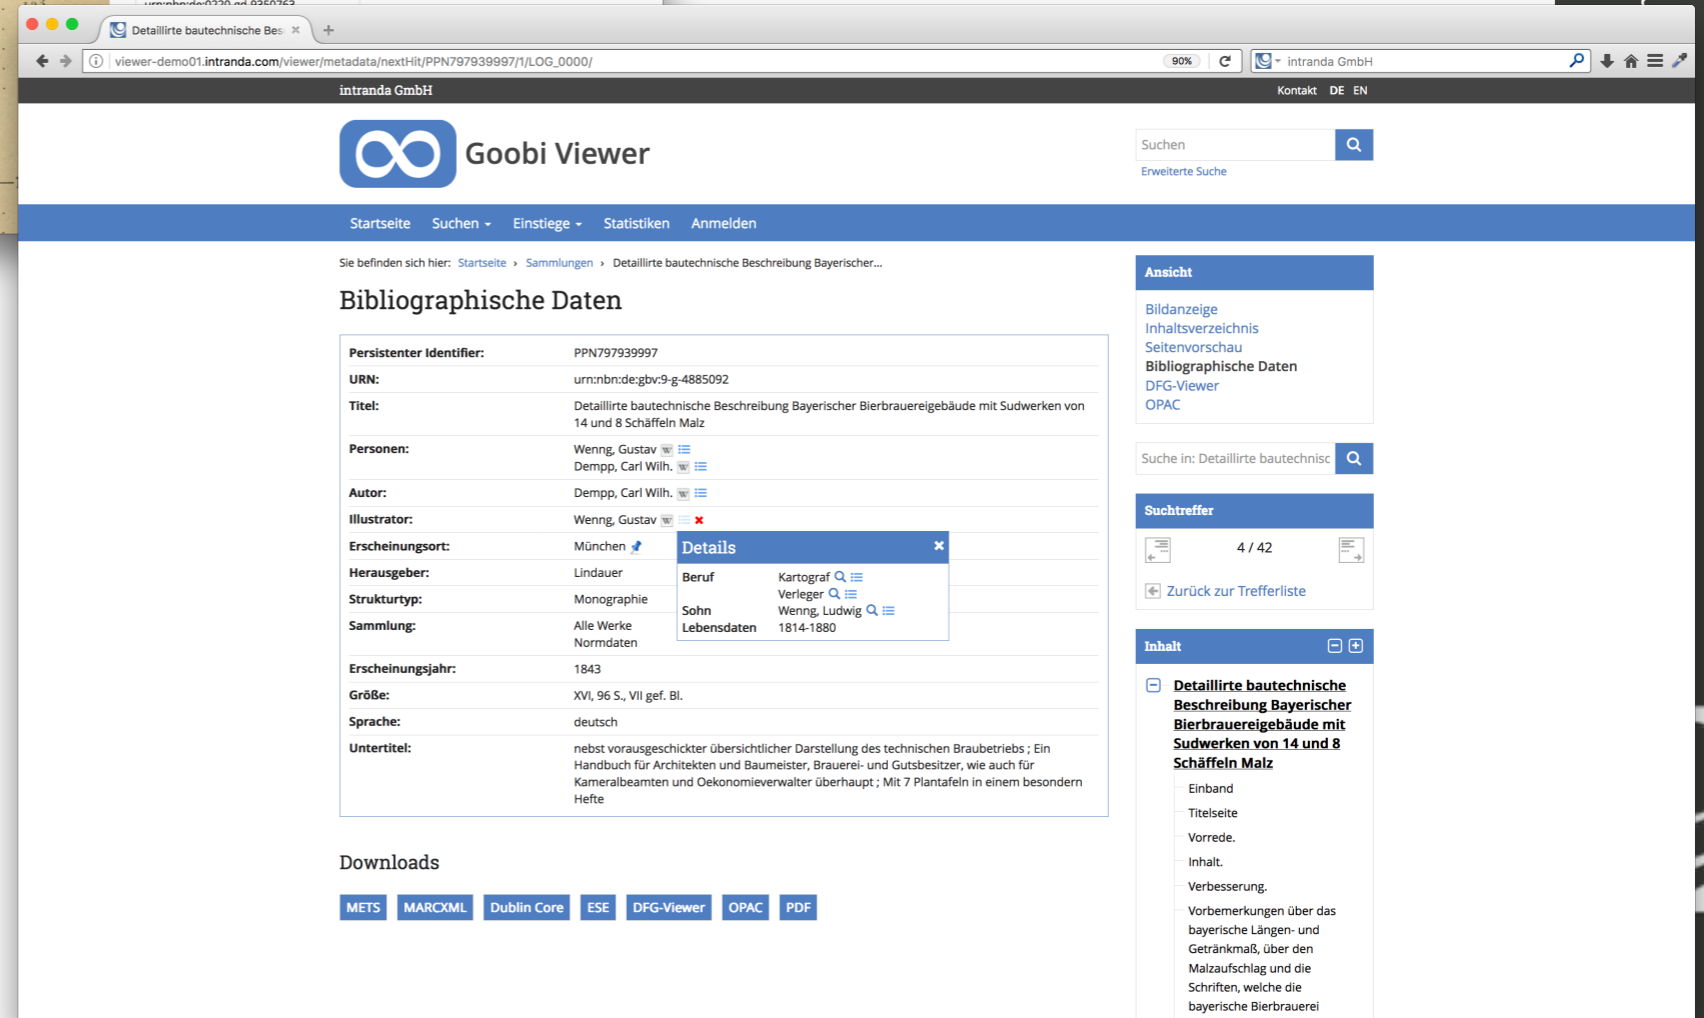 Detaillirte bautechnische Bes
viewer-demo01.intranda.com/viewer/metadata/nextHit/PPN797939997/1/LOG_0000/
90%
intranda GmbH
intranda GmbH
Kontakt DE EN
Goobi Viewer
Suchen
Erweiterte Suche
Startseite Suchen Einstiege Statistiken Anmelden
Sie befinden sich hier: Startseite › Sammlungen › Detaillirte bautechnische Beschreibung Bayerischer...
Bibliographische Daten
Persistenter Identifier: PPN797939997
URN: urn:nbn:de:gbv:9-g-4885092
Titel: Detaillirte bautechnische Beschreibung Bayerischer Bierbrauereigebäude mit Sudwerken von
14 und 8 Schäffeln Malz
Personen: Wenng, Gustav W
Dempp, Carl Wilh. W
Autor: Dempp, Carl Wilh. W
Illustrator: Wenng, Gustav W
Erscheinungsort: München
Herausgeber: Lindauer
Strukturtyp: Monographie
Sammlung: Alle Werke
Normdaten
Erscheinungsjahr: 1843
Größe: XVI, 96 S., VII gef. Bl.
Sprache: deutsch
Untertitel: nebst vorausgeschickter übersichtlicher Darstellung des technischen Braubetriebs ; Ein
Handbuch für Architekten und Baumeister, Brauerei- und Gutsbesitzer, wie auch für
Kameralbeamten und Oekonomieverwalter überhaupt ; Mit 7 Plantafeln in einem besondern
Hefte
Details
Beruf Kartograf
Verleger
Sohn Wenng, Ludwig
Lebensdaten 1814-1880
Downloads
METS MARCXML Dublin Core ESE DFG-Viewer OPAC PDF
Ansicht
Bildanzeige
Inhaltsverzeichnis
Seitenvorschau
Bibliographische Daten
DFG-Viewer
OPAC
Suche in: Detaillirte bautechnisc
Suchtreffer
4 / 42
Zurück zur Trefferliste
Inhalt
Detaillirte bautechnische
Beschreibung Bayerischer
Bierbrauereigebäude mit
Sudwerken von 14 und 8
Schäffeln Malz
Einband
Titelseite
Vorrede.
Inhalt.
Verbesserung.
Vorbemerkungen über das
bayerische Längen- und
Getränkmaß, über den
Malzaufschlag und die
Schriften, welche die
bayerische Bierbrauerei